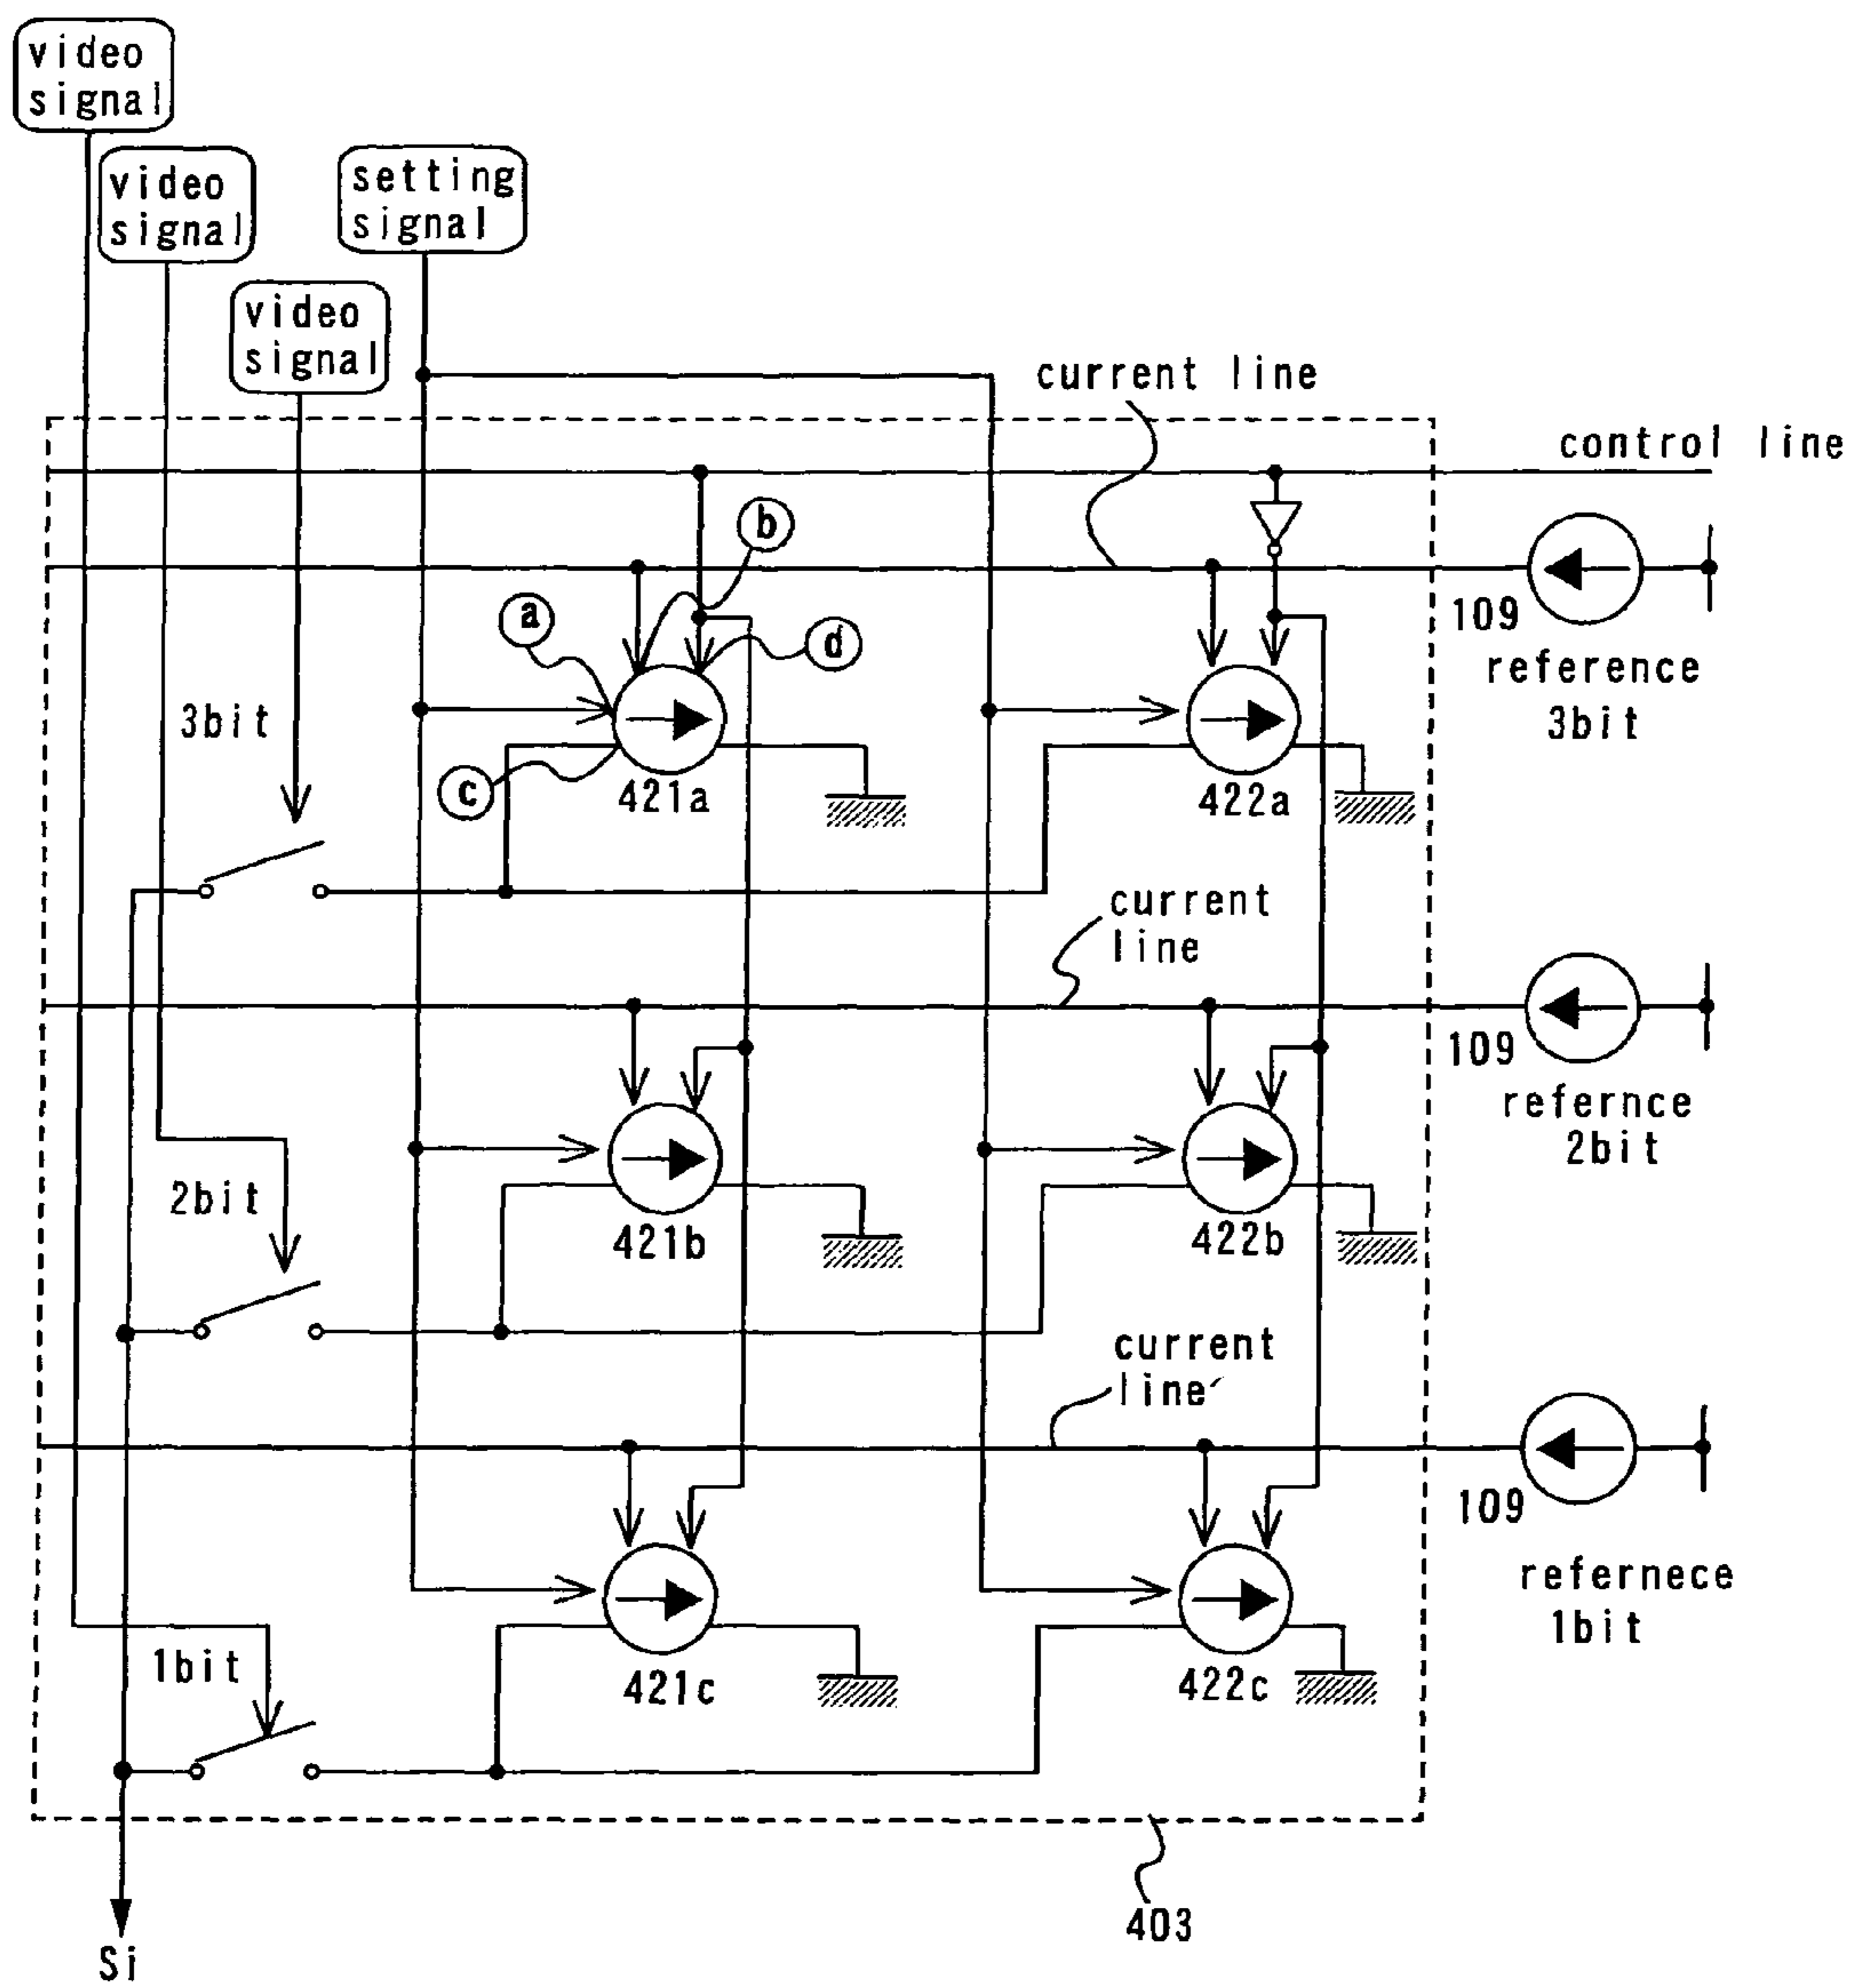 video
signal
video
signal
setting
signal
video
signal
current line
control line
b
a
d
109
reference
3bit
3bit
c
421a
422a
current
line
109
refernce
2bit
2bit
421b
422b
current
line
109
refernece
1bit
1bit
421c
422c
403
Si